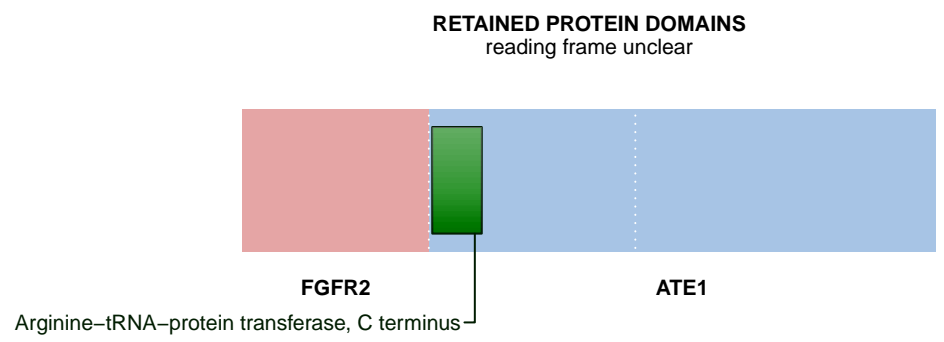 RETAINED PROTEIN DOMAINS
reading frame unclear
FGFR2
ATE1
Arginine−tRNA−protein transferase, C terminus